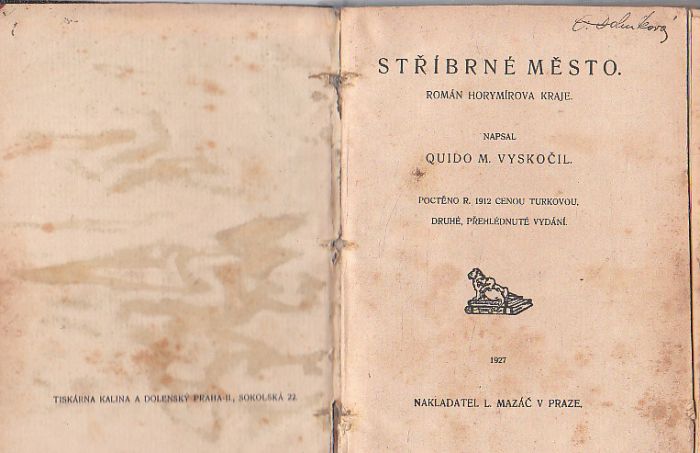 TISKÁRNA KALINA A DOLENSKÝ PRAHA-II., SOKOLSKÁ 22.
STŘÍBRNÉ MĚSTO.
ROMÁN HORYMÍROVA KRAJE.
NAPSAL
QUIDO M. VYSKOČIL.
POCTĚNO R. 1912 CENOU TURKOVOU.
DRUHÉ, PŘEHLÉDNUTÉ VYDÁNÍ.
1927
NAKLADATEL L. MAZÁČ V PRAZE.